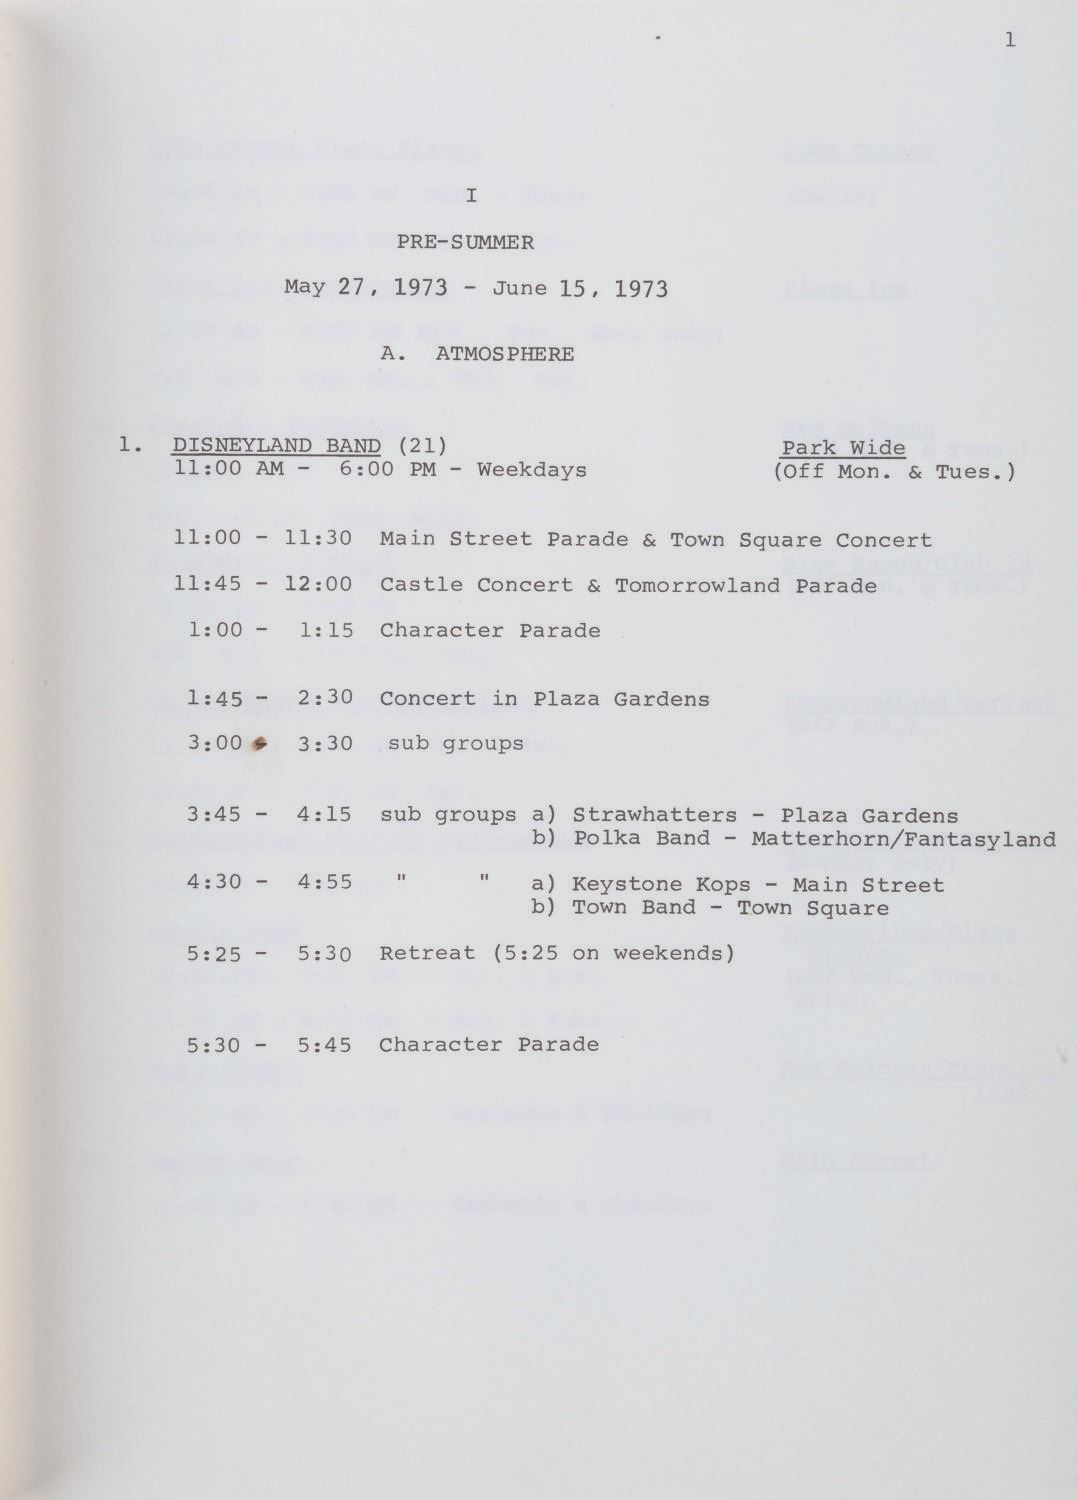 1
I
PRE-SUMMER
May 27, 1973 - June 15, 1973
A. ATMOSPHERE
1. DISNEYLAND BAND (21) Park Wide
11:00 AM - 6:00 PM - Weekdays (Off Mon. & Tues.)
11:00 - 11:30 Main Street Parade & Town Square Concert
11:45 - 12:00 Castle Concert & Tomorrowland Parade
1:00 - 1:15 Character Parade
1:45 - 2:30 Concert in Plaza Gardens
3:00 - 3:30 sub groups
3:45 - 4:15 sub groups a) Strawhatters - Plaza Gardens
b) Polka Band - Matterhorn/Fantasyland
4:30 - 4:55 " " a) Keystone Kops - Main Street
b) Town Band - Town Square
5:25 - 5:30 Retreat (5:25 on weekends)
5:30 - 5:45 Character Parade